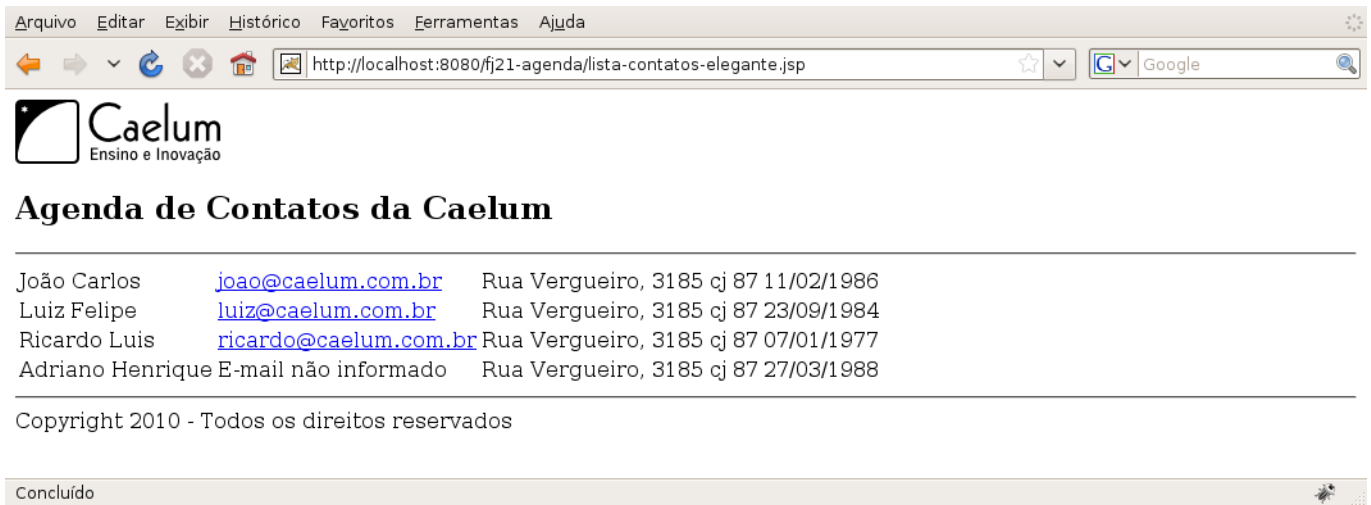 Arquivo Editar Exibir Histórico Favoritos Ferramentas Ajuda
http://localhost:8080/fj21-agenda/lista-contatos-elegante.jsp G Google
Caelum
Ensino e Inovação
Agenda de Contatos da Caelum
João Carlos joao@caelum.com.br Rua Vergueiro, 3185 cj 87 11/02/1986
Luiz Felipe luiz@caelum.com.br Rua Vergueiro, 3185 cj 87 23/09/1984
Ricardo Luis ricardo@caelum.com.br Rua Vergueiro, 3185 cj 87 07/01/1977
Adriano Henrique E-mail não informado Rua Vergueiro, 3185 cj 87 27/03/1988
Copyright 2010 - Todos os direitos reservados
Concluído